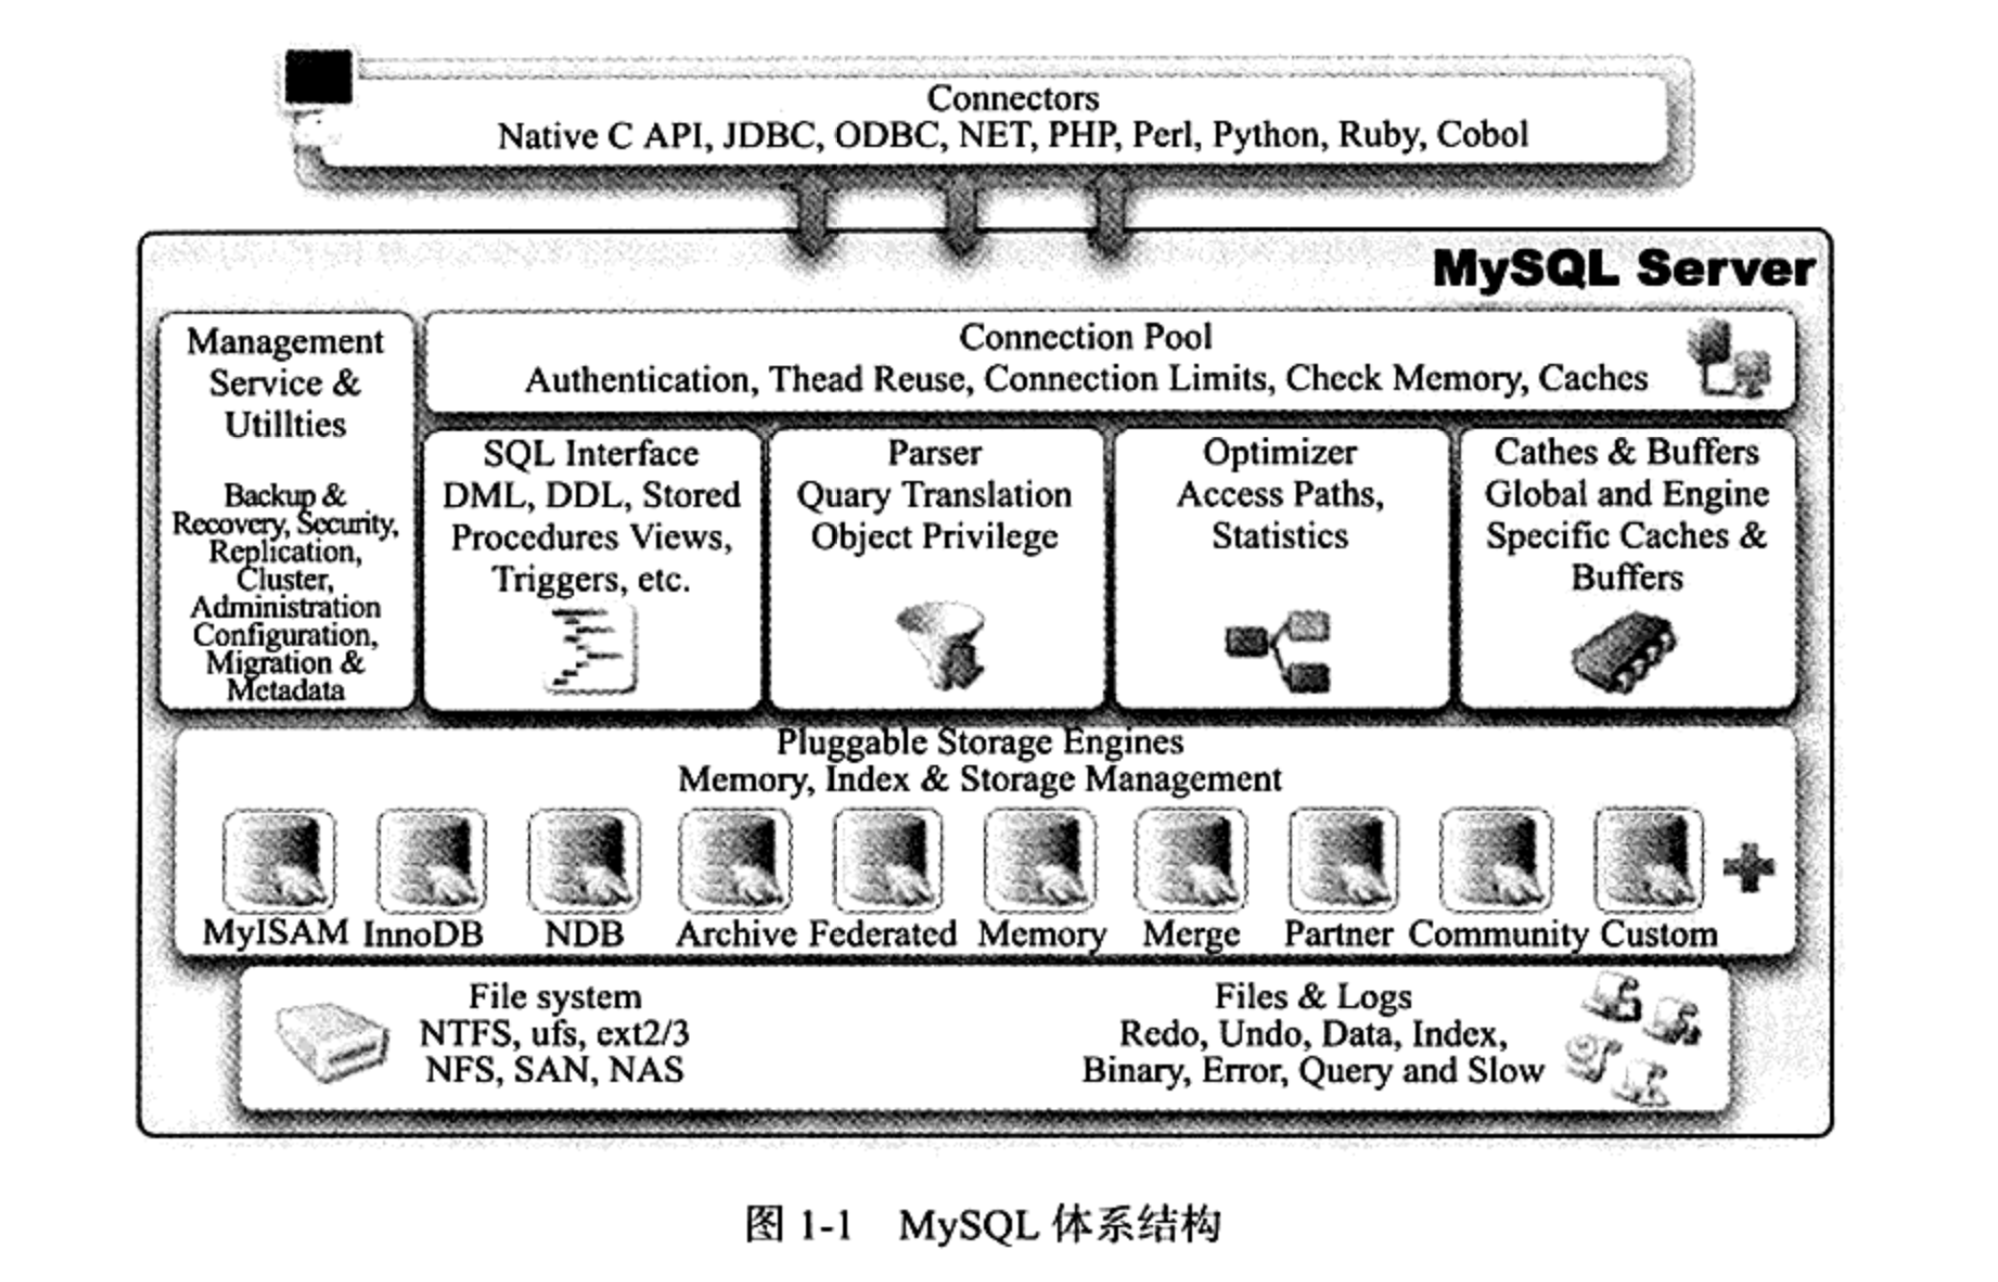 Connectors
Native C API, JDBC, ODBC, NET, PHP, Perl, Python, Ruby, Cobol
MySQL Server
Management
Service &
Utillties
Backup &
Recovery, Security,
Replication,
Cluster,
Administration
Configuration,
Migration &
Metadata
Connection Pool
Authentication, Thead Reuse, Connection Limits, Check Memory, Caches
SQL Interface
DML, DDL, Stored
Procedures Views,
Triggers, etc.
Parser
Quary Translation
Object Privilege
Optimizer
Access Paths,
Statistics
Cathes & Buffers
Global and Engine
Specific Caches &
Buffers
Pluggable Storage Engines
Memory, Index & Storage Management
MyISAM InnoDB NDB Archive Federated Memory Merge Partner Community Custom
File system
NTFS, ufs, ext2/3
NFS, SAN, NAS
Files & Logs
Redo, Undo, Data, Index,
Binary, Error, Query and Slow
图 1-1 MySQL 体系结构